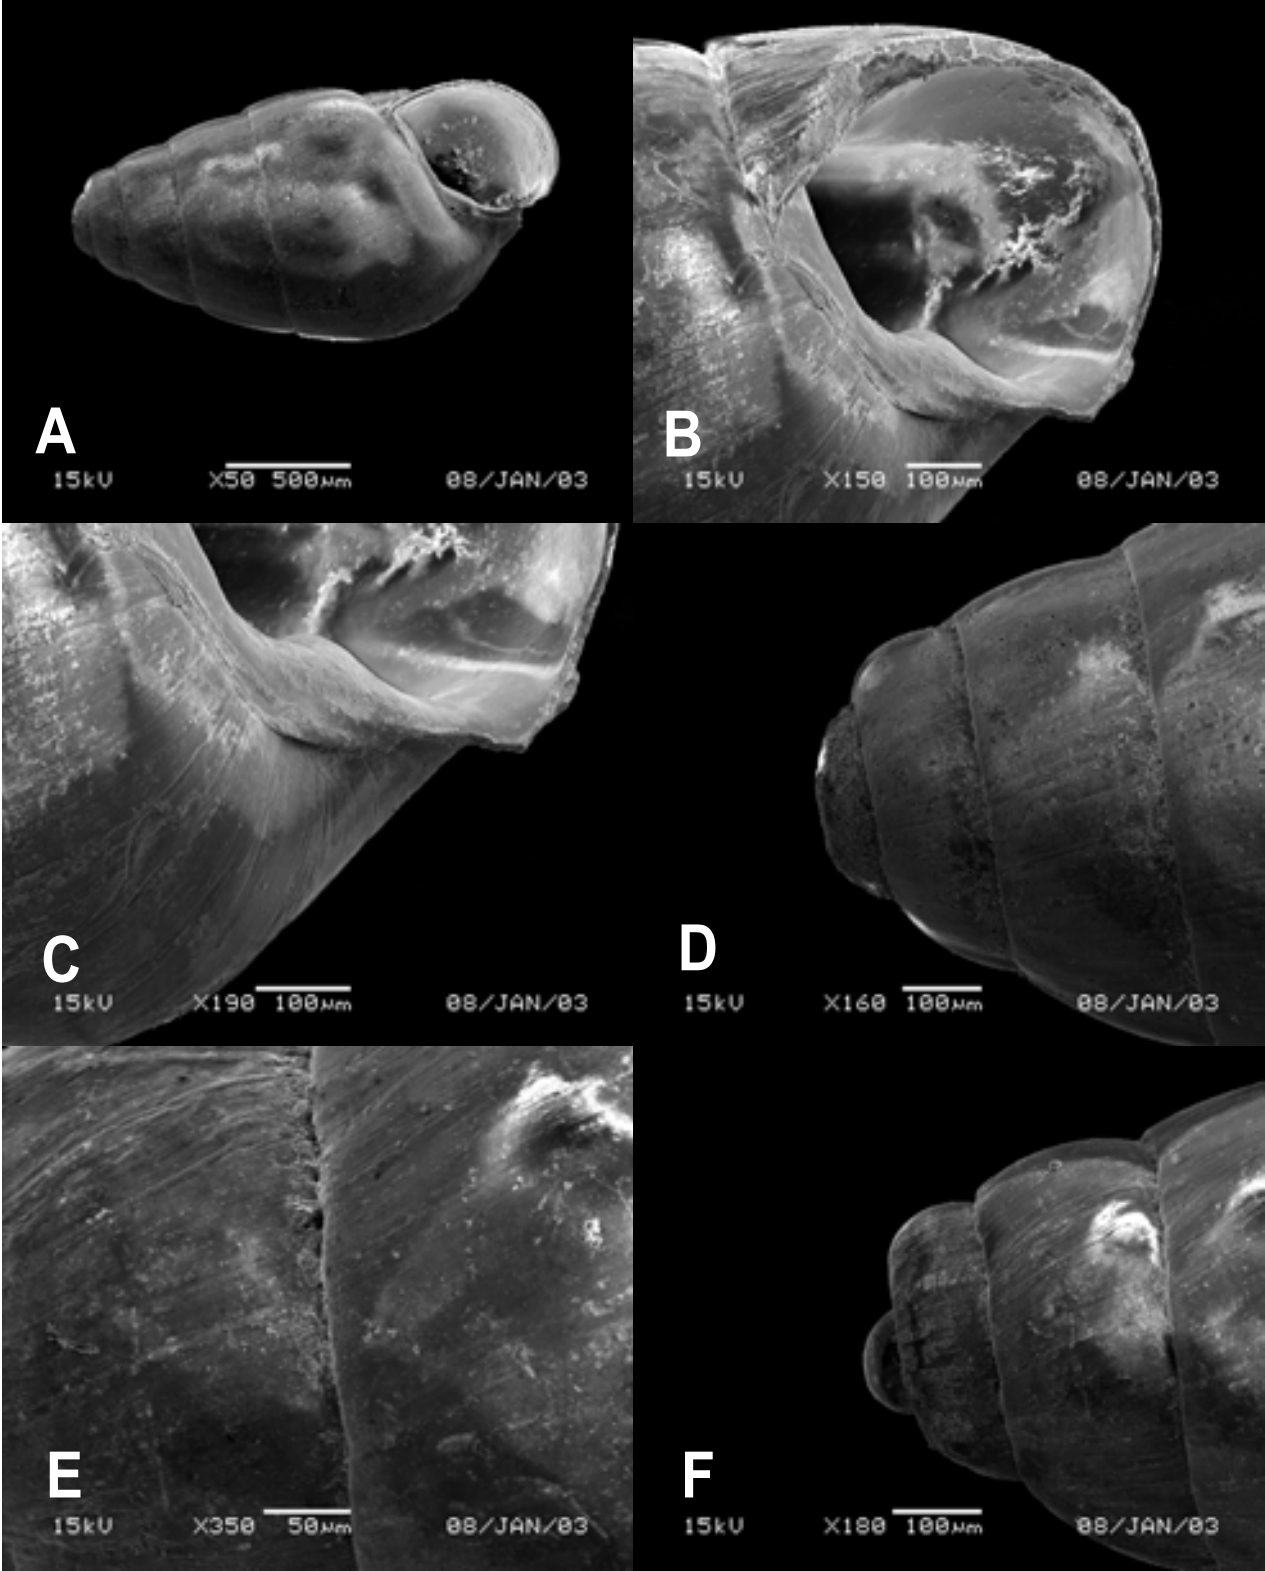 A
15kV X50 500µm 08/JAN/03
B
15kV X150 100µm 08/JAN/03
C
15kV X190 100µm 08/JAN/03
D
15kV X160 100µm 08/JAN/03
E
15kV X350 50µm 08/JAN/03
F
15kV X180 100µm 08/JAN/03